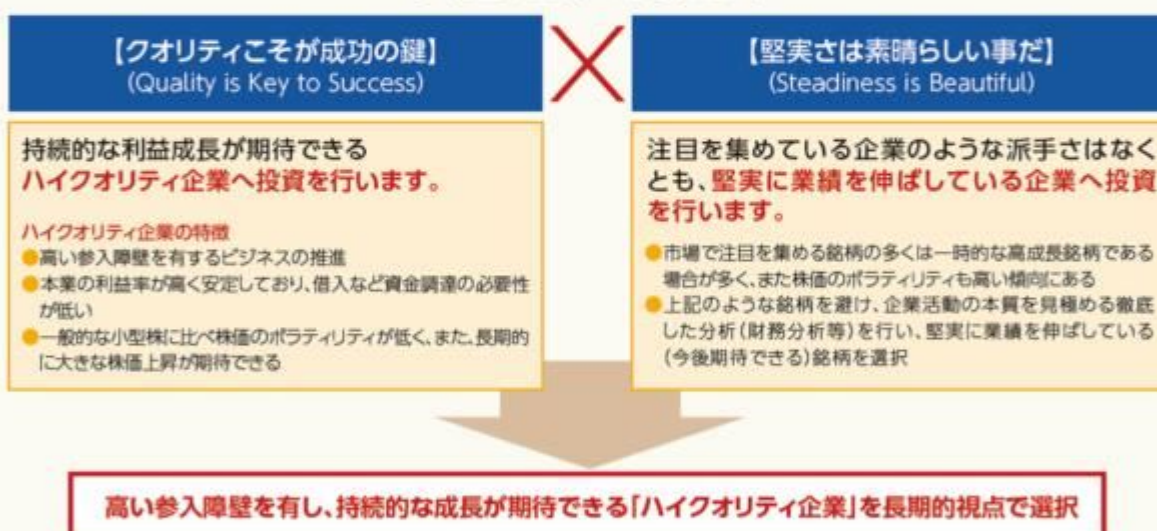 【クオリティこそが成功の鍵】
(Quality is Key to Success)
持続的な利益成長が期待できる
ハイクオリティ企業へ投資を行います。
ハイクオリティ企業の特徴
●高い参入障壁を有するビジネスの推進
●本業の利益率が高く安定しており、借入など資金調達の必要性
が低い
●一般的な小型株に比べ株価のボラティリティが低く、また、長期的
に大きな株価上昇が期待できる
【堅実さは素晴らしい事だ】
(Steadiness is Beautiful)
注目を集めている企業のような派手さはなく
とも、堅実に業績を伸ばしている企業へ投資
を行います。
●市場で注目を集める銘柄の多くは一時的な高成長銘柄である
場合が多く、また株価のボラティリティも高い傾向にある
●上記のような銘柄を避け、企業活動の本質を見極める徹底
した分析(財務分析等)を行い、堅実に業績を伸ばしている
(今後期待できる)銘柄を選択
高い参入障壁を有し、持続的な成長が期待できる「ハイクオリティ企業」を長期的視点で選択